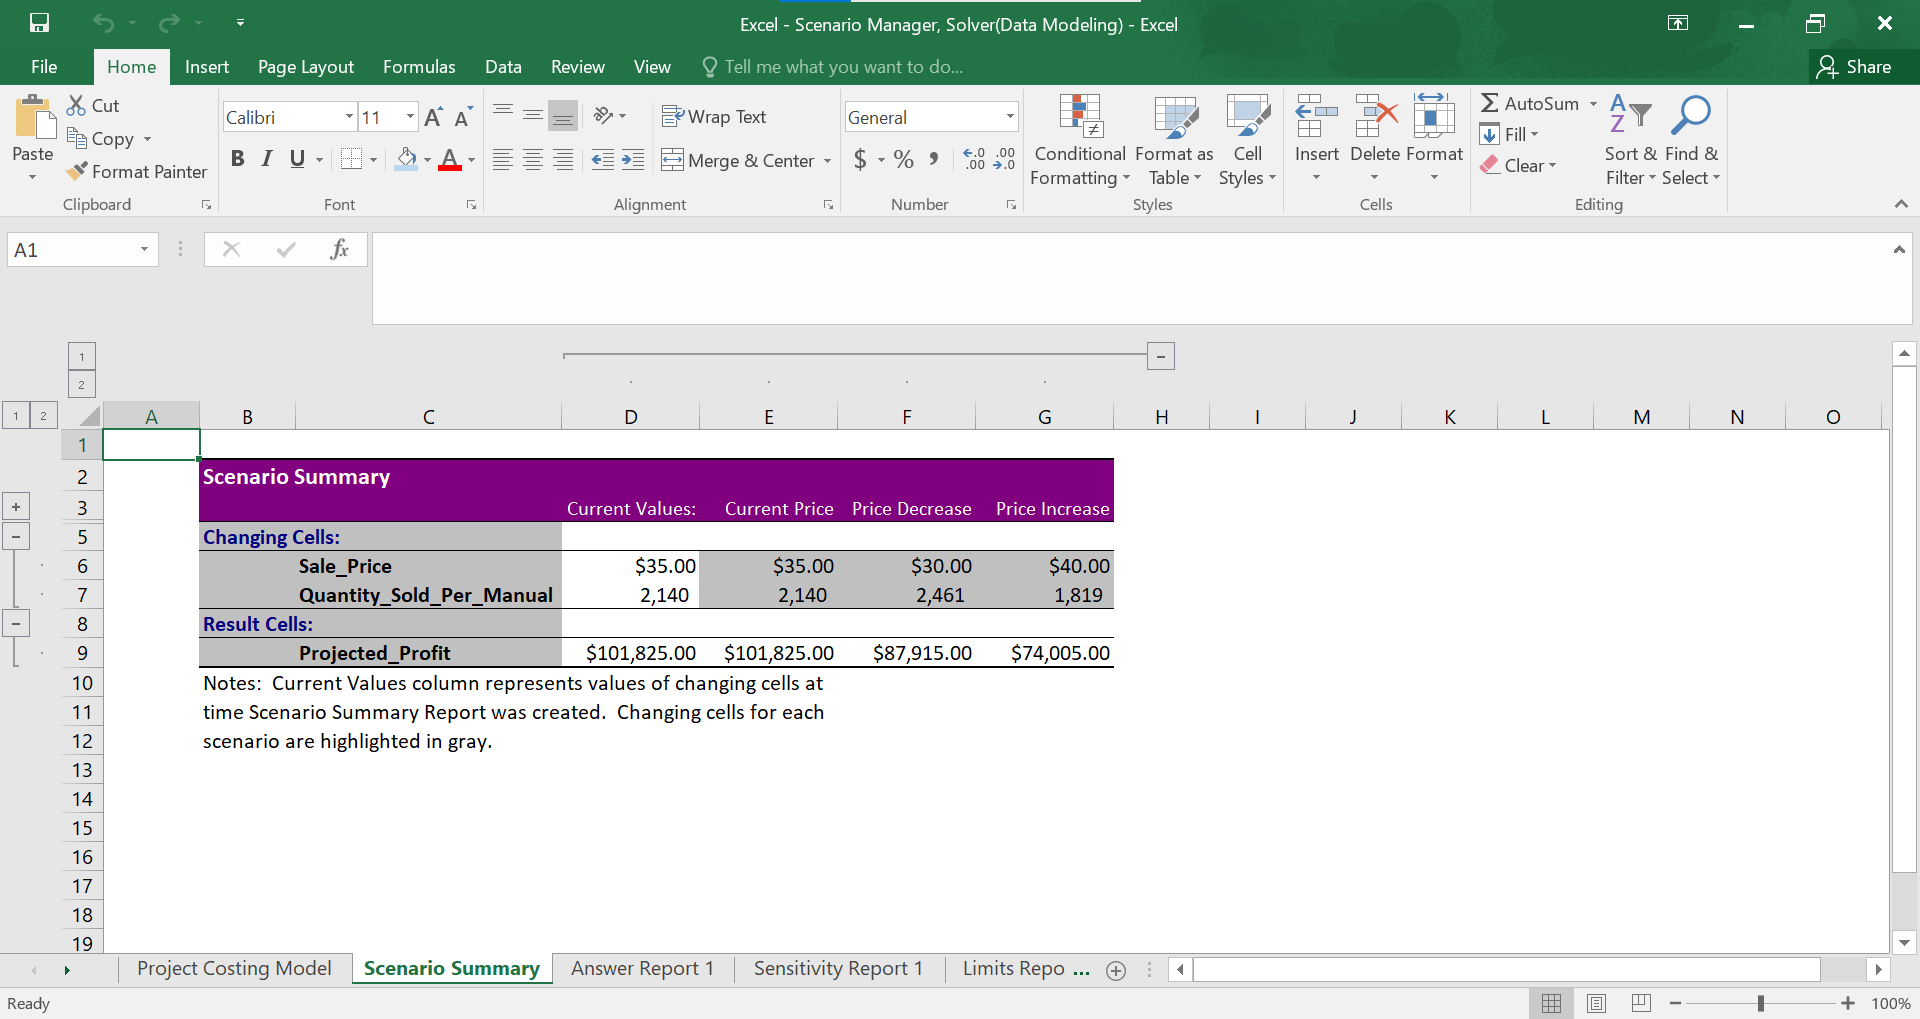 Excel - Scenario Manager, Solver(Data Modeling) - Excel
File Home Insert Page Layout Formulas Data Review View Tell me what you want to do... Share
Cut
Copy
Format Painter
Paste
Clipboard
Calibri 11
B I U
Font
Wrap Text
Merge & Center
Alignment
General
$ % ,
Number
Conditional Formatting
Format as Table
Cell Styles
Styles
Insert Delete Format
Cells
AutoSum
Fill
Clear
Sort & Filter
Find & Select
Editing
A1 fx
1
2
1 2 A B C D E F G H I J K L M N O
1
2 Scenario Summary
3 Current Values: Current Price Price Decrease Price Increase
5 Changing Cells:
6 Sale_Price $35.00 $35.00 $30.00 $40.00
7 Quantity_Sold_Per_Manual 2,140 2,140 2,461 1,819
8 Result Cells:
9 Projected_Profit $101,825.00 $101,825.00 $87,915.00 $74,005.00
10 Notes: Current Values column represents values of changing cells at
11 time Scenario Summary Report was created. Changing cells for each
12 scenario are highlighted in gray.
13
14
15
16
17
18
19
Project Costing Model Scenario Summary Answer Report 1 Sensitivity Report 1 Limits Repo ...
Ready 100%